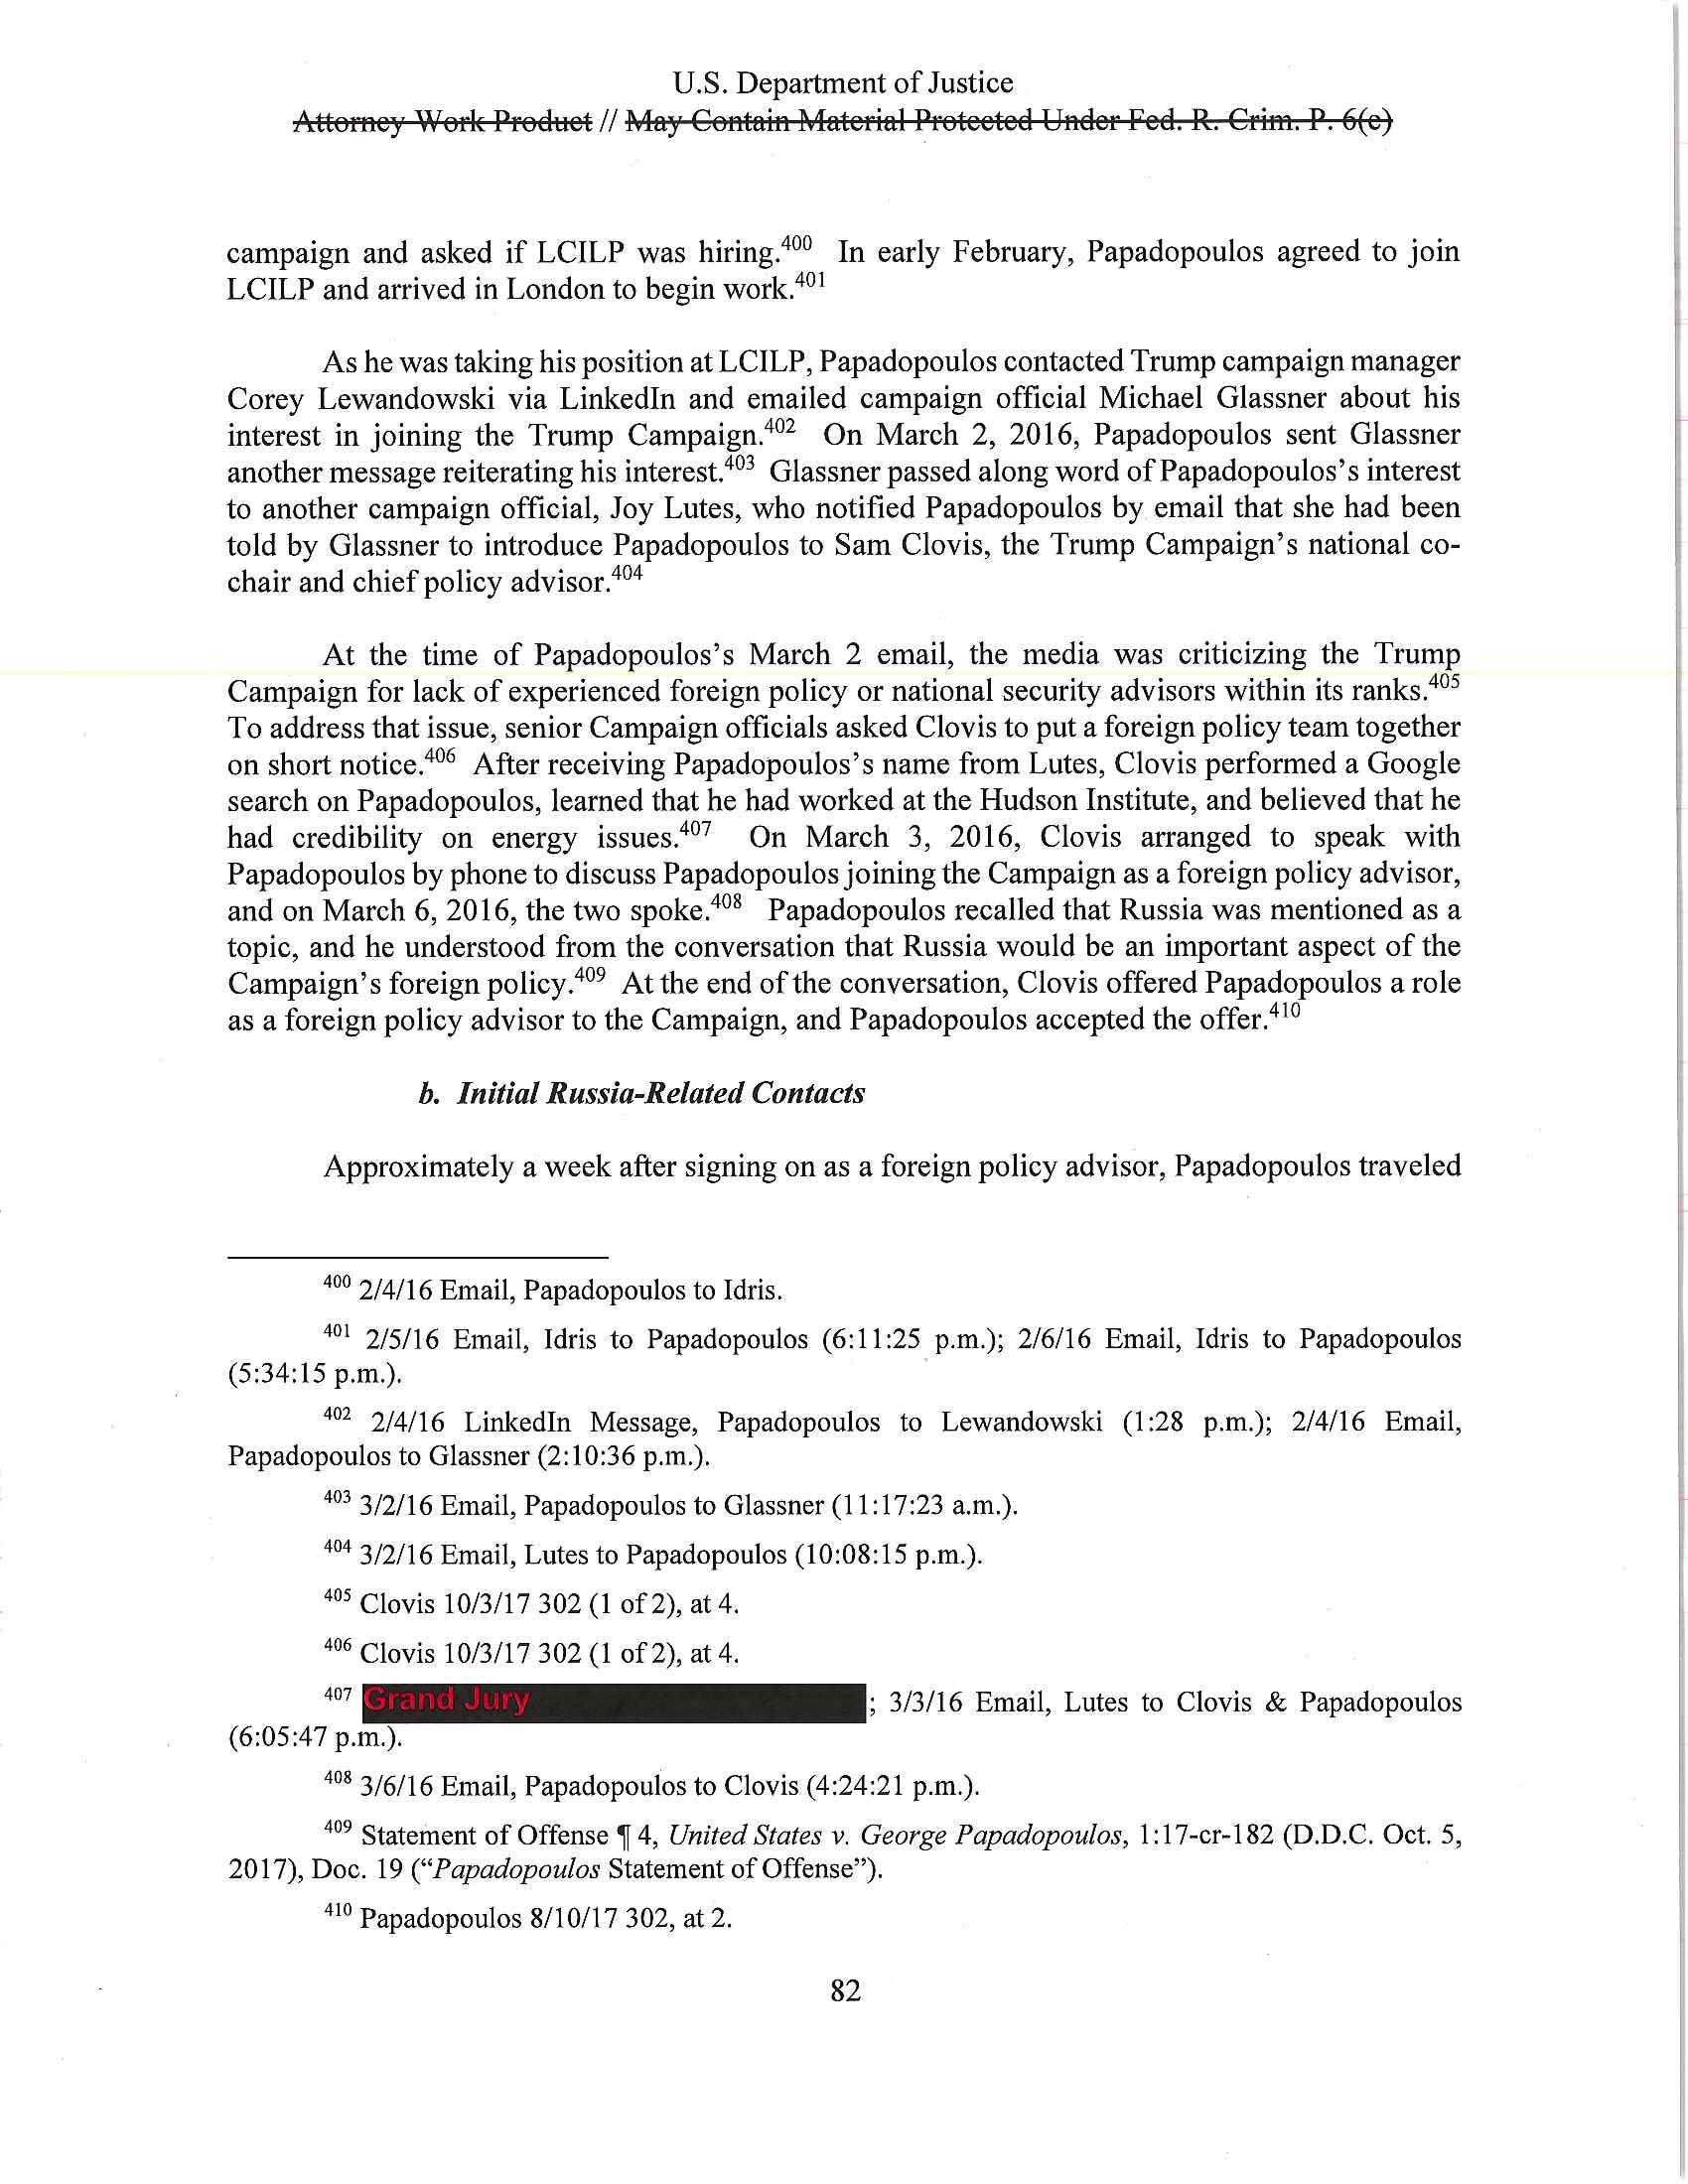 U.S. Department of Justice
Attorney Work Product // May Contain Material Protected Under Fed. R. Crim. P. 6(e)
campaign and asked if LCILP was hiring.400 In early February, Papadopoulos agreed to join
LCILP and arrived in London to begin work.401
As he was taking his position at LCILP, Papadopoulos contacted Trump campaign manager
Corey Lewandowski via LinkedIn and emailed campaign official Michael Glassner about his
interest in joining the Trump Campaign.402 On March 2, 2016, Papadopoulos sent Glassner
another message reiterating his interest.403 Glassner passed along word of Papadopoulos's interest
to another campaign official, Joy Lutes, who notified Papadopoulos by email that she had been
told by Glassner to introduce Papadopoulos to Sam Clovis, the Trump Campaign's national co-
chair and chief policy advisor.404
At the time of Papadopoulos's March 2 email, the media was criticizing the Trump
Campaign for lack of experienced foreign policy or national security advisors within its ranks.405
To address that issue, senior Campaign officials asked Clovis to put a foreign policy team together
on short notice.406 After receiving Papadopoulos's name from Lutes, Clovis performed a Google
search on Papadopoulos, learned that he had worked at the Hudson Institute, and believed that he
had credibility on energy issues.407 On March 3, 2016, Clovis arranged to speak with
Papadopoulos by phone to discuss Papadopoulos joining the Campaign as a foreign policy advisor,
and on March 6, 2016, the two spoke.408 Papadopoulos recalled that Russia was mentioned as a
topic, and he understood from the conversation that Russia would be an important aspect of the
Campaign's foreign policy.409 At the end of the conversation, Clovis offered Papadopoulos a role
as a foreign policy advisor to the Campaign, and Papadopoulos accepted the offer.410
b. Initial Russia-Related Contacts
Approximately a week after signing on as a foreign policy advisor, Papadopoulos traveled
400 2/4/16 Email, Papadopoulos to Idris.
401 2/5/16 Email, Idris to Papadopoulos (6:11:25 p.m.); 2/6/16 Email, Idris to Papadopoulos
(5:34:15 p.m.).
402 2/4/16 LinkedIn Message, Papadopoulos to Lewandowski (1:28 p.m.); 2/4/16 Email,
Papadopoulos to Glassner (2:10:36 p.m.).
403 3/2/16 Email, Papadopoulos to Glassner (11:17:23 a.m.).
404 3/2/16 Email, Lutes to Papadopoulos (10:08:15 p.m.).
405 Clovis 10/3/17 302 (1 of 2), at 4.
406 Clovis 10/3/17 302 (1 of 2), at 4.
407 Grand Jury ; 3/3/16 Email, Lutes to Clovis & Papadopoulos
(6:05:47 p.m.).
408 3/6/16 Email, Papadopoulos to Clovis (4:24:21 p.m.).
409 Statement of Offense ¶ 4, United States v. George Papadopoulos, 1:17-cr-182 (D.D.C. Oct. 5,
2017), Doc. 19 ("Papadopoulos Statement of Offense").
410 Papadopoulos 8/10/17 302, at 2.
82